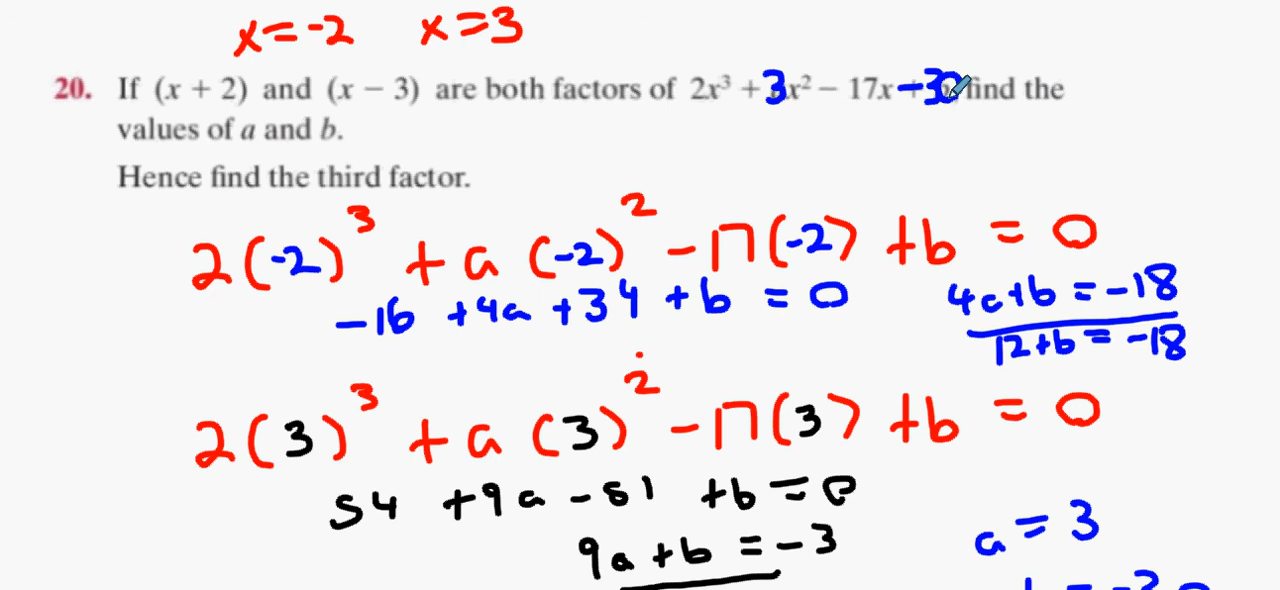 x=-2 x=3
20. If (x + 2) and (x − 3) are both factors of 2x³ + 3x² − 17x -30 find the
values of a and b.
Hence find the third factor.
2(-2)³ + a (-2)² - 17(-2) + b = 0
-16 +4a +34 +b = 0
4a+b = -18
12+b = -18
2(3)³ + a (3)² - 17(3) + b = 0
54 +9a -51 +b = 0
9a + b = -3
a = 3